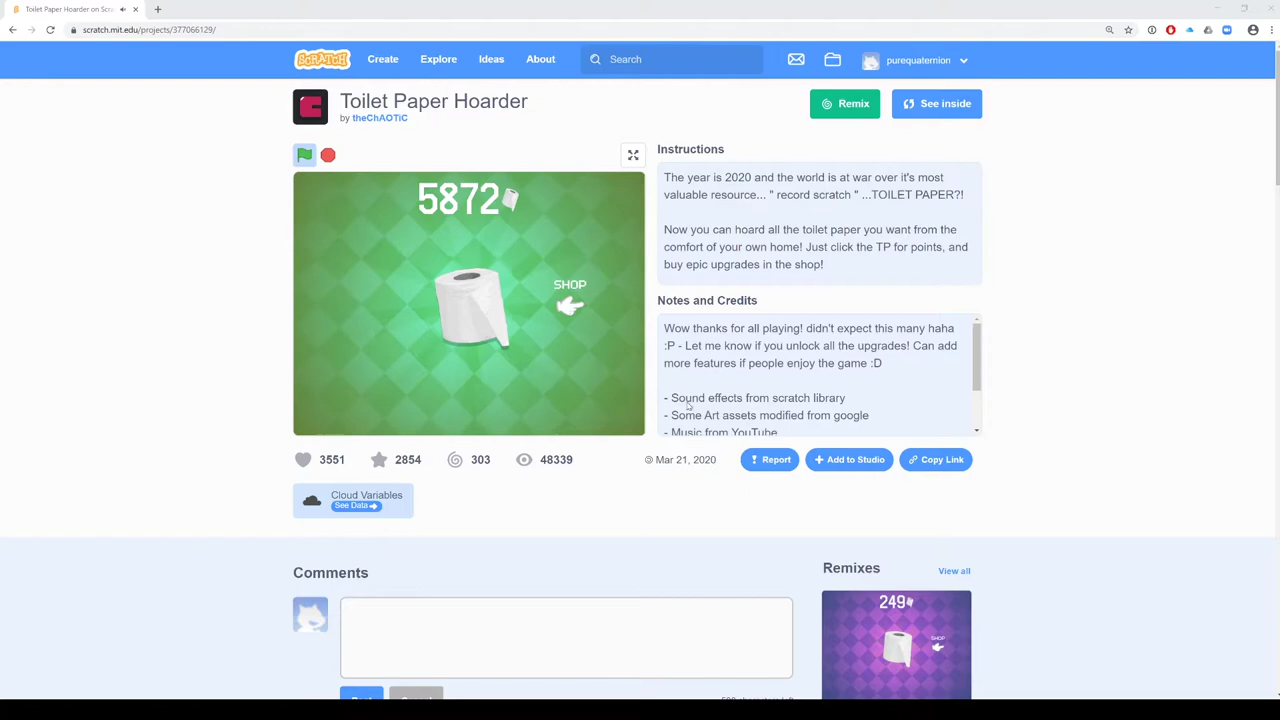 Toilet Paper Hoarder on Scra
scratch.mit.edu/projects/377066129/
SCRATCH
Create
Explore
Ideas
About
Search
purequaternion
Toilet Paper Hoarder
by theChAOTiC
Remix
See inside
5872
SHOP
Instructions
The year is 2020 and the world is at war over it's most
valuable resource... " record scratch " ...TOILET PAPER?!
Now you can hoard all the toilet paper you want from the
comfort of your own home! Just click the TP for points, and
buy epic upgrades in the shop!
Notes and Credits
Wow thanks for all playing! didn't expect this many haha
:P - Let me know if you unlock all the upgrades! Can add
more features if people enjoy the game :D
- Sound effects from scratch library
- Some Art assets modified from google
- Music from YouTube
3551
2854
303
48339
© Mar 21, 2020
Report
Add to Studio
Copy Link
Cloud Variables
See Data
Comments
Remixes
View all
249
SHOP